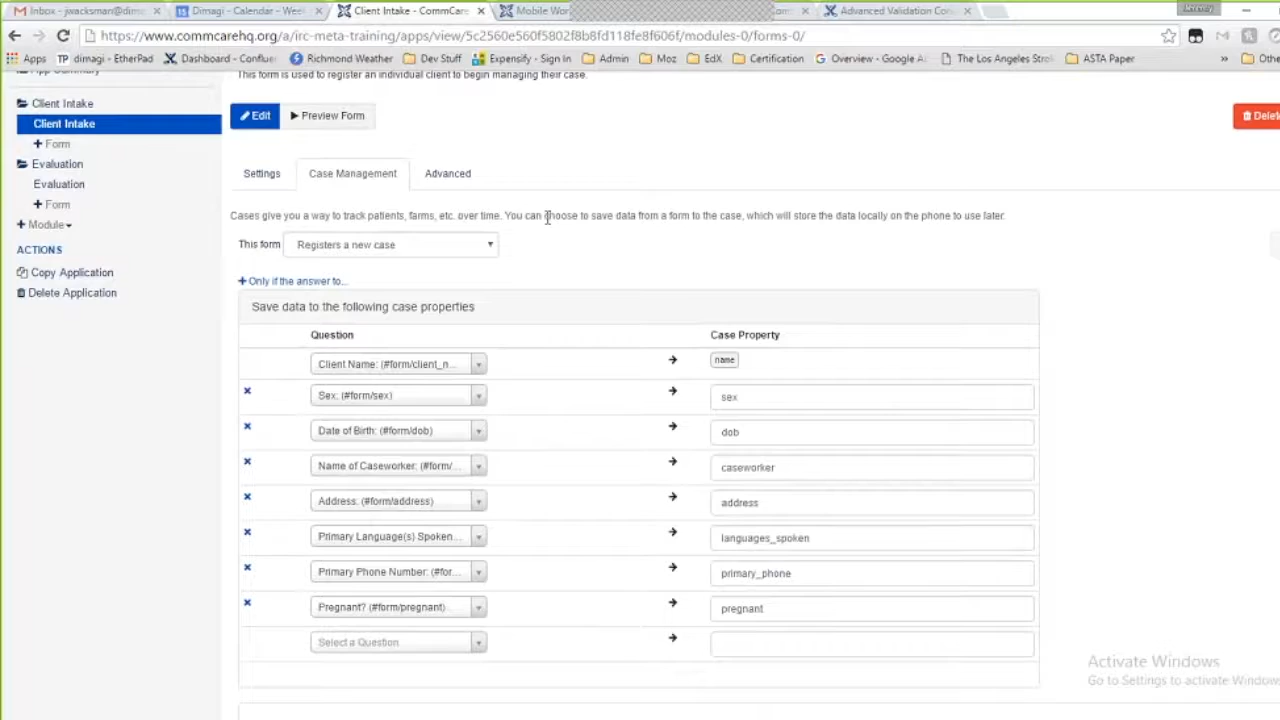 Inbox - jwacksman@dima
Dimagi - Calendar - Wee
Client Intake - CommCare
Mobile Wor
Advanced Validation Con
https://www.commcarehq.org/a/irc-meta-training/apps/view/5c2560e560f5802f8b8fd118fe8f606f/modules-0/forms-0/
Apps
TP dimagi - EtherPad
Dashboard - Confluen
Richmond Weather
Dev Stuff
Expensify - Sign In
Admin
Moz
EdX
Certification
Overview - Google A
The Los Angeles Stro
ASTA Paper
»
Othe
App Summary
This form is used to register an individual client to begin managing their case.
Client Intake
Client Intake
+ Form
Evaluation
Evaluation
+ Form
+ Module
ACTIONS
Copy Application
Delete Application
Edit
Preview Form
Delet
Settings
Case Management
Advanced
Cases give you a way to track patients, farms, etc. over time. You can choose to save data from a form to the case, which will store the data locally on the phone to use later.
This form Registers a new case
+ Only if the answer to...
Save data to the following case properties
Question Case Property
Client Name: (#form/client_n... name
Sex: (#form/sex) sex
Date of Birth: (#form/dob) dob
Name of Caseworker: (#form/... caseworker
Address: (#form/address) address
Primary Language(s) Spoken... languages_spoken
Primary Phone Number: (#for... primary_phone
Pregnant? (#form/pregnant) pregnant
Select a Question
Activate Windows
Go to Settings to activate Windows